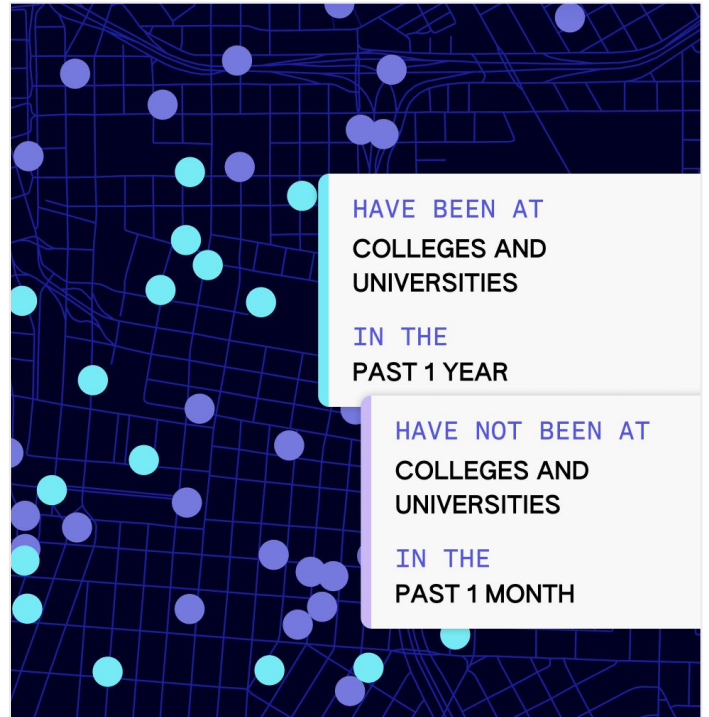 HAVE BEEN AT
COLLEGES AND
UNIVERSITIES
IN THE
PAST 1 YEAR
HAVE NOT BEEN AT
COLLEGES AND
UNIVERSITIES
IN THE
PAST 1 MONTH